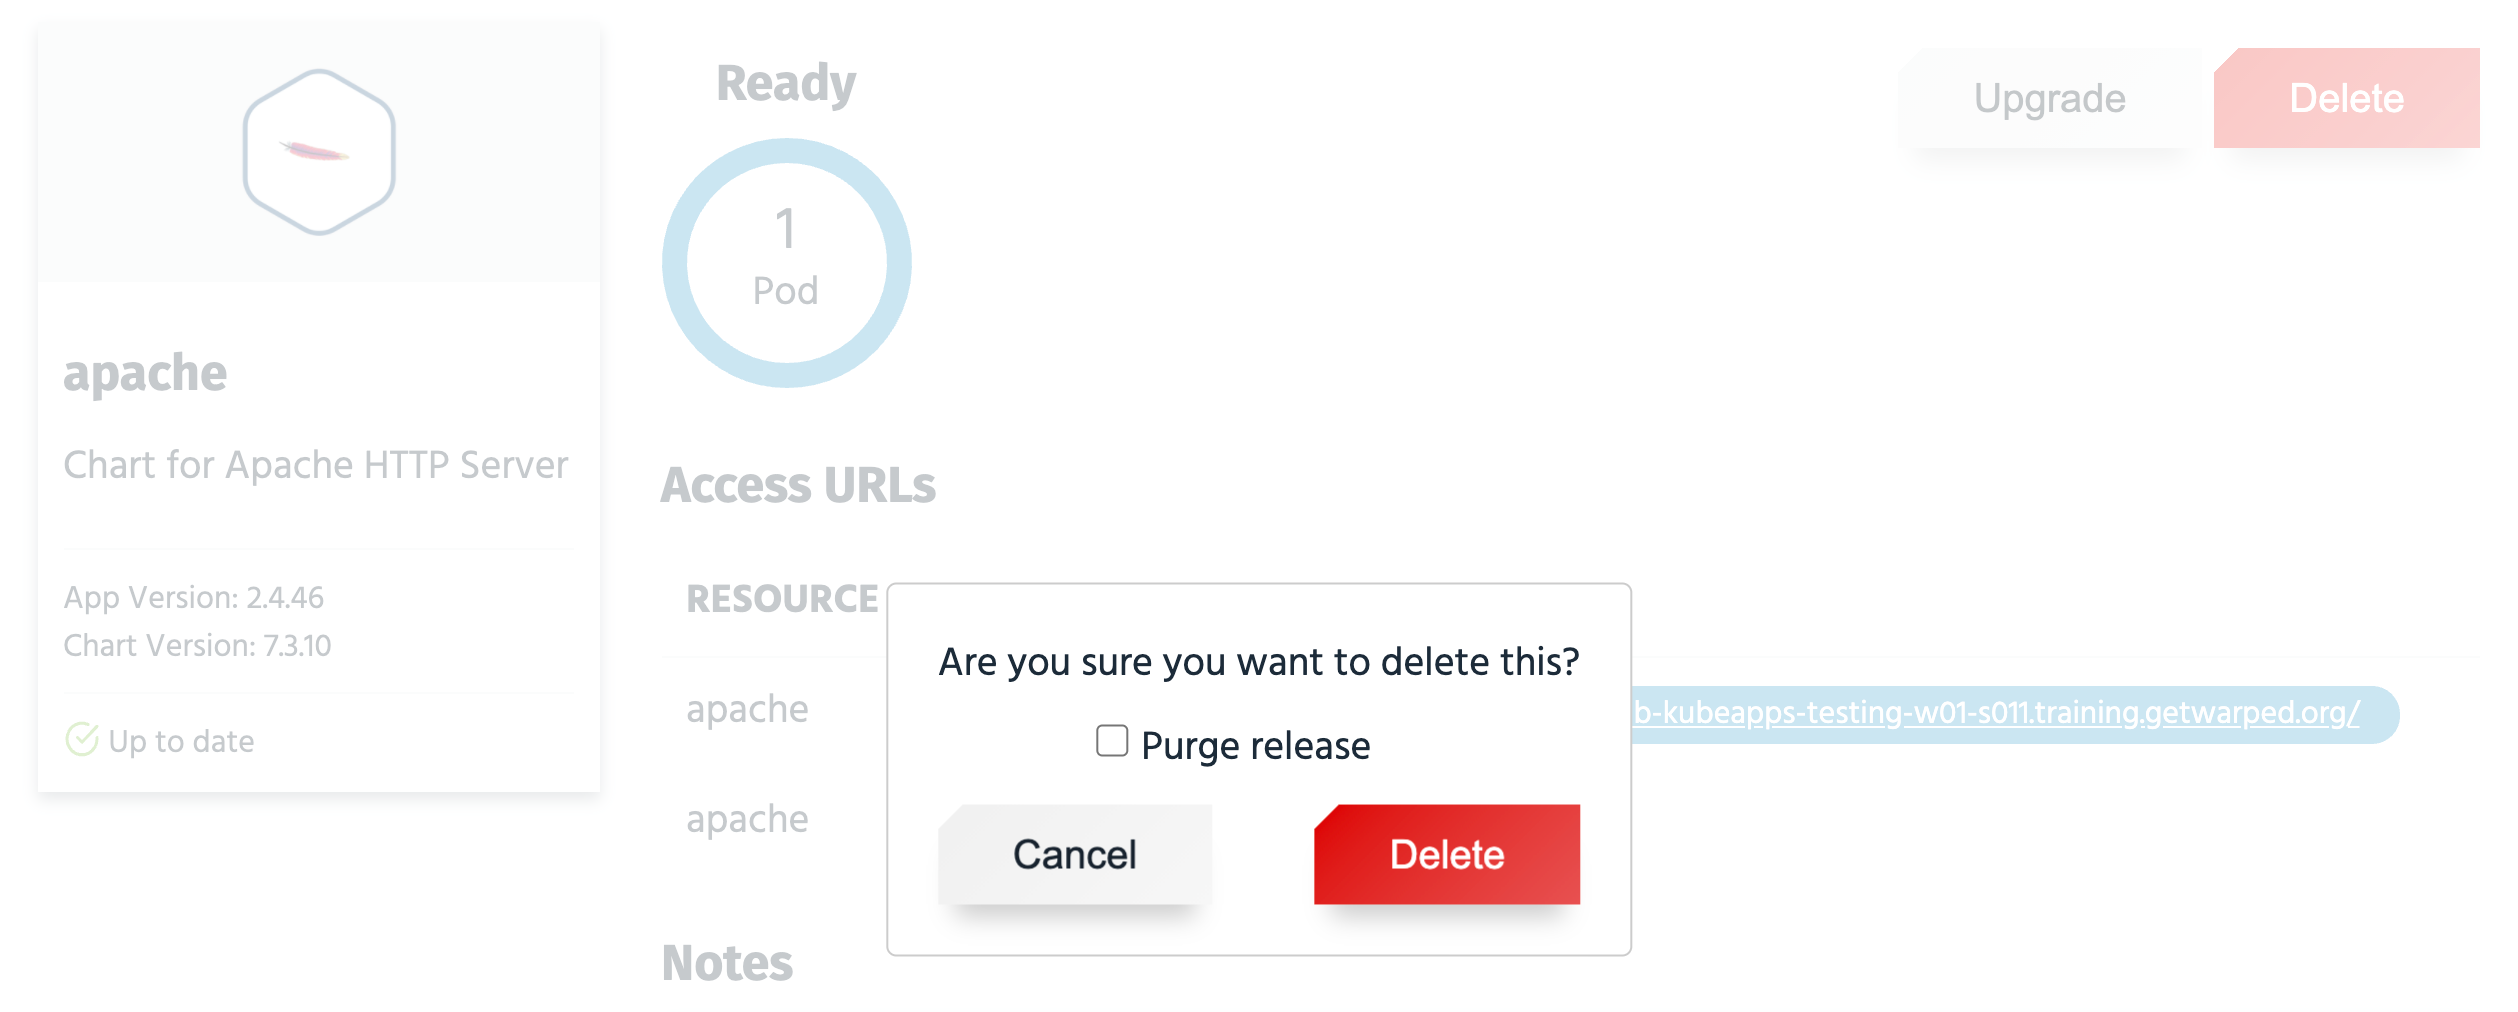 Ready
Upgrade
Delete
1
Pod
apache
Chart for Apache HTTP Server
App Version: 2.4.46
Chart Version: 7.3.10
Up to date
Access URLs
RESOURCE
apache
b-kubeapps-testing-w01-s011.training.getwarped.org/
apache
Are you sure you want to delete this?
Purge release
Cancel
Delete
Notes